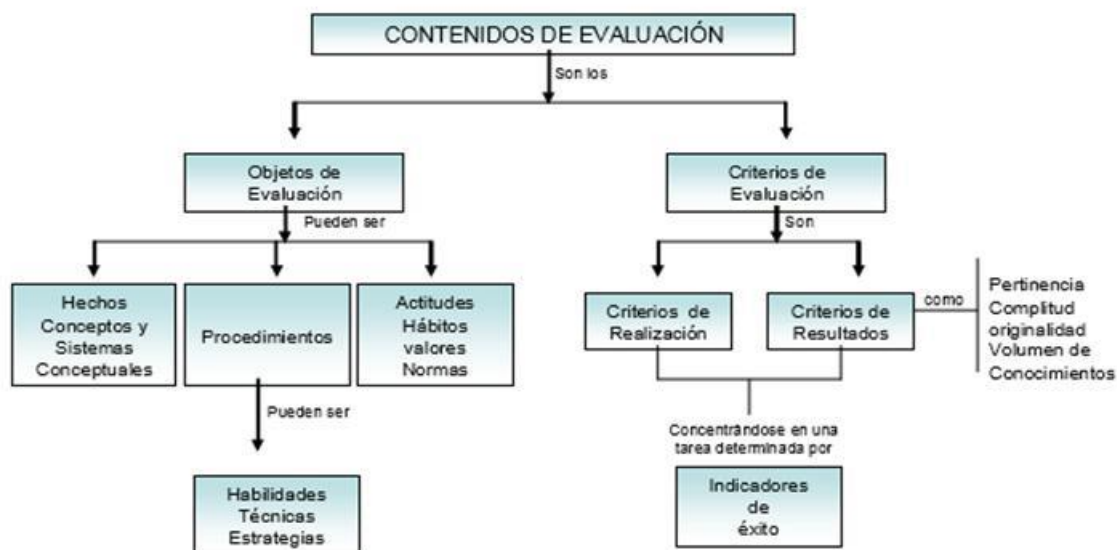 CONTENIDOS DE EVALUACIÓN
Son los
Objetos de
Evaluación
Criterios de
Evaluación
Pueden ser
Son
Hechos
Conceptos y
Sistemas
Conceptuales
Procedimientos
Actitudes
Hábitos
valores
Normas
Criterios de
Realización
Criterios de
Resultados
como
Pertinencia
Complitud
originalidad
Volumen de
Conocimientos
Pueden ser
Concentrándose en una
tarea determinada por
Habilidades
Técnicas
Estrategias
Indicadores
de
éxito